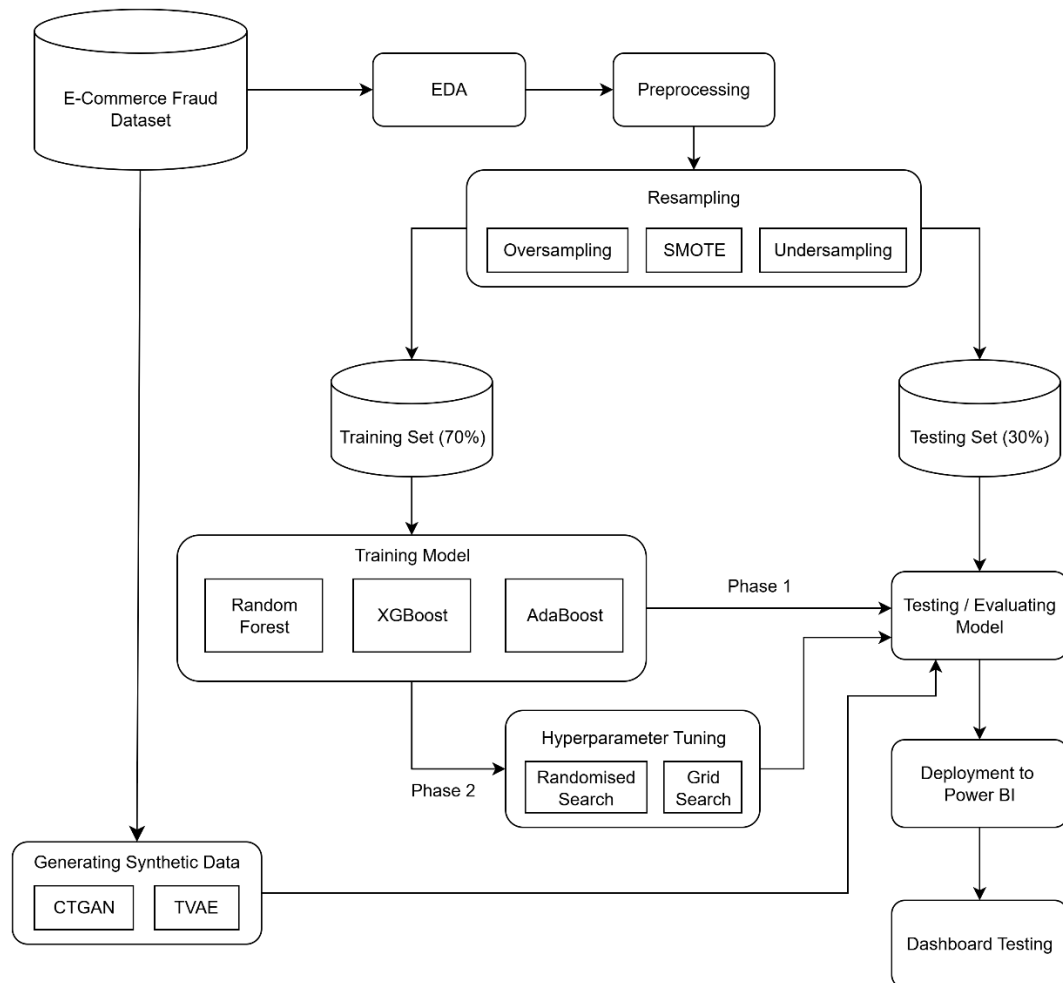 E-Commerce Fraud
Dataset
EDA
Preprocessing
Resampling
Oversampling
SMOTE
Undersampling
Training Set (70%)
Testing Set (30%)
Training Model
Random
Forest
XGBoost
AdaBoost
Phase 1
Testing / Evaluating
Model
Hyperparameter Tuning
Randomised
Search
Grid
Search
Phase 2
Deployment to
Power BI
Generating Synthetic Data
CTGAN
TVAE
Dashboard Testing